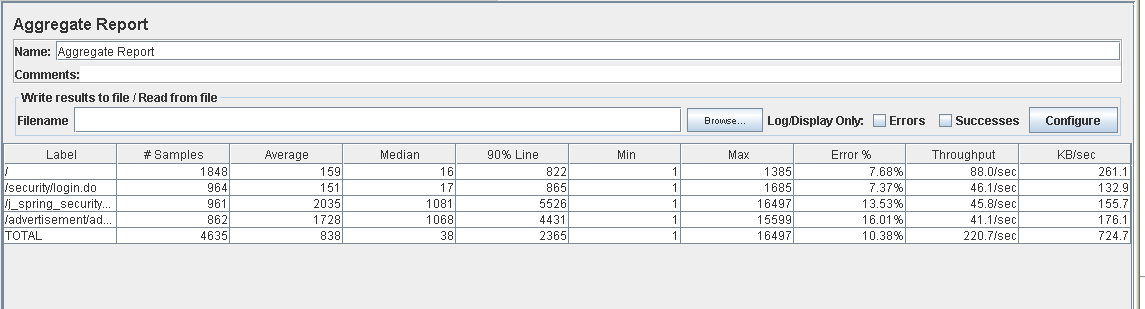 Aggregate Report
Name: Aggregate Report
Comments:
Write results to file / Read from file
Filename Browse... Log/Display Only: Errors Successes Configure
Label # Samples Average Median 90% Line Min Max Error % Throughput KB/sec
/ 1848 159 16 822 1 1385 7.68% 88.0/sec 261.1
/security/login.do 964 151 17 865 1 1685 7.37% 46.1/sec 132.9
/j_spring_security... 961 2035 1081 5526 1 16497 13.53% 45.8/sec 155.7
/advertisement/ad... 862 1728 1068 4431 1 15599 16.01% 41.1/sec 176.1
TOTAL 4635 838 38 2365 1 16497 10.38% 220.7/sec 724.7